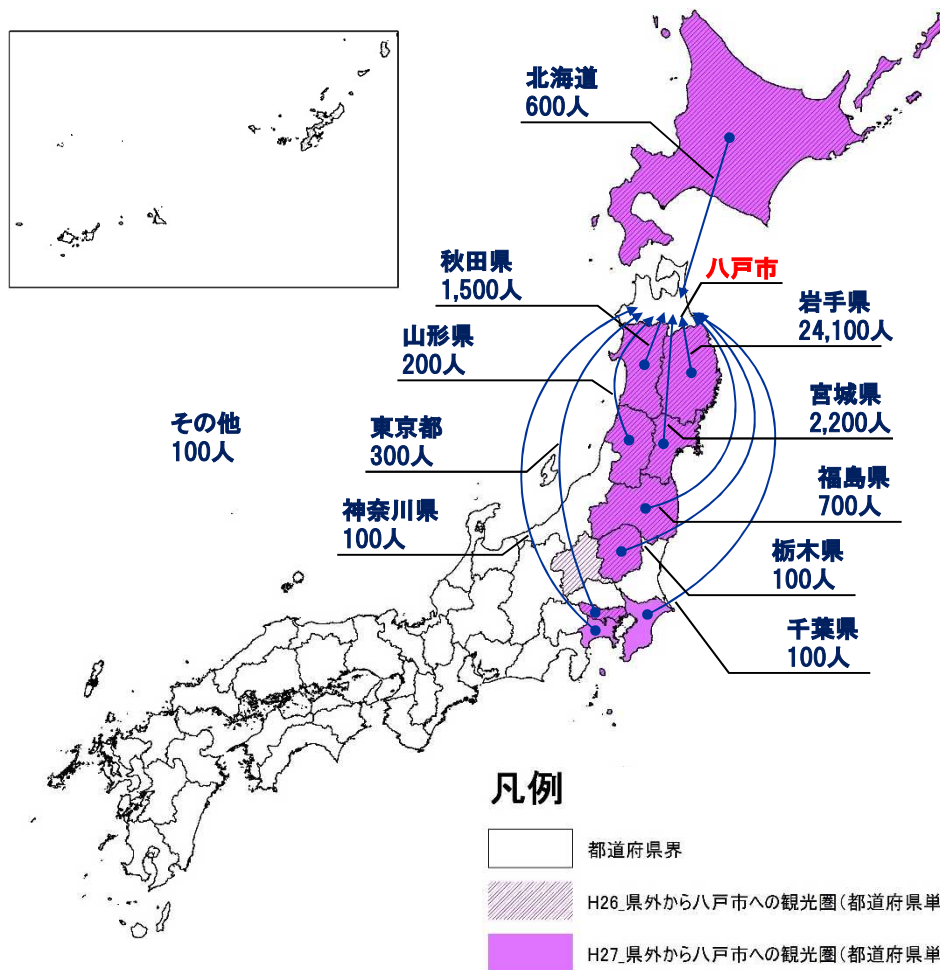 北海道
600人
秋田県
1,500人
八戸市
岩手県
24,100人
山形県
200人
宮城県
2,200人
その他
100人
東京都
300人
福島県
700人
神奈川県
100人
栃木県
100人
千葉県
100人
凡例
都道府県界
H26_県外から八戸市への観光圏(都道府県単
H27_県外から八戸市への観光圏(都道府県単